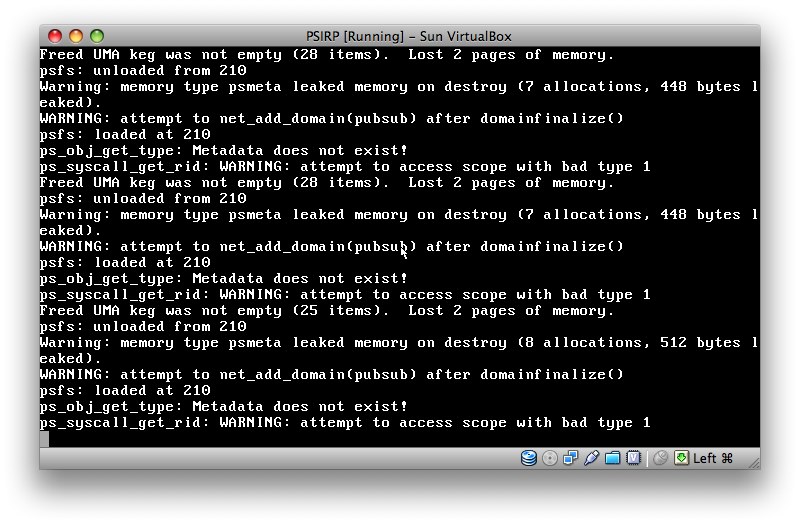 PSIRP [Running] – Sun VirtualBox
Freed UMA keg was not empty (28 items).  Lost 2 pages of memory.
psfs: unloaded from 210
Warning: memory type psmeta leaked memory on destroy (7 allocations, 448 bytes l
eaked).
WARNING: attempt to net_add_domain(pubsub) after domainfinalize()
psfs: loaded at 210
ps_obj_get_type: Metadata does not exist!
ps_syscall_get_rid: WARNING: attempt to access scope with bad type 1
Freed UMA keg was not empty (28 items).  Lost 2 pages of memory.
psfs: unloaded from 210
Warning: memory type psmeta leaked memory on destroy (7 allocations, 448 bytes l
eaked).
WARNING: attempt to net_add_domain(pubsub) after domainfinalize()
psfs: loaded at 210
ps_obj_get_type: Metadata does not exist!
ps_syscall_get_rid: WARNING: attempt to access scope with bad type 1
Freed UMA keg was not empty (25 items).  Lost 2 pages of memory.
psfs: unloaded from 210
Warning: memory type psmeta leaked memory on destroy (8 allocations, 512 bytes l
eaked).
WARNING: attempt to net_add_domain(pubsub) after domainfinalize()
psfs: loaded at 210
ps_obj_get_type: Metadata does not exist!
ps_syscall_get_rid: WARNING: attempt to access scope with bad type 1
Left ⌘